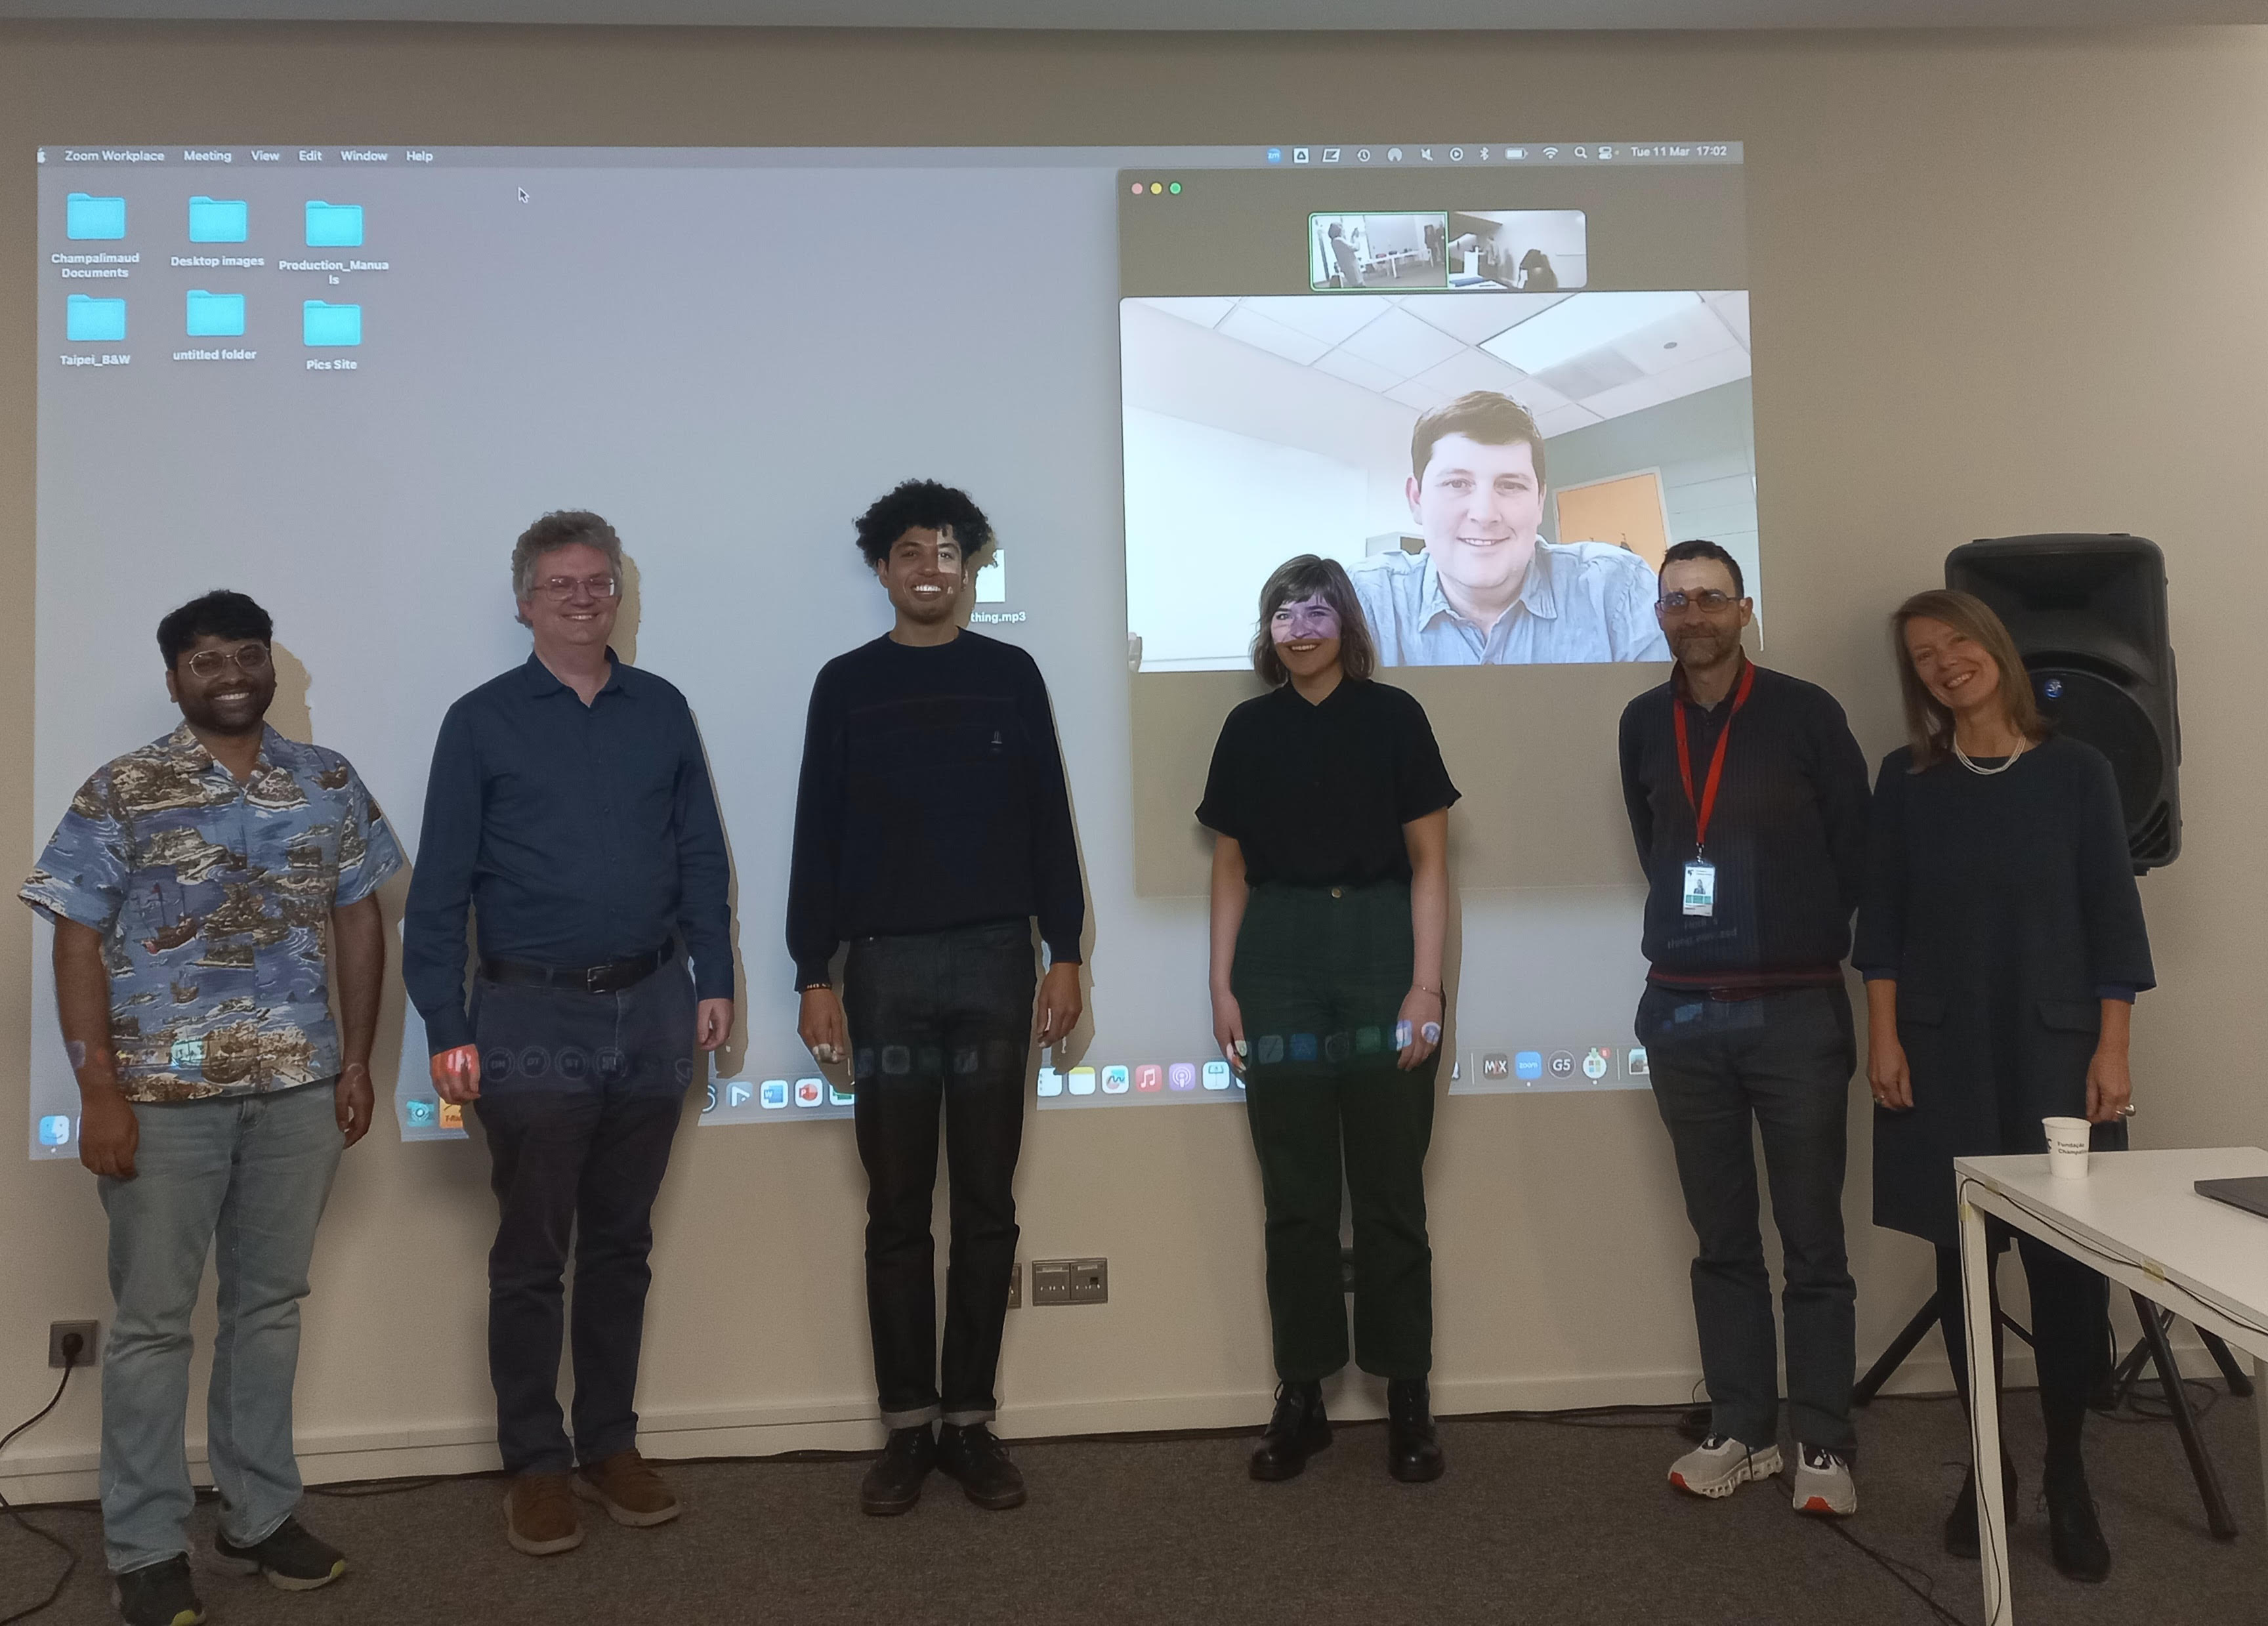 Zoom Workplace Meeting View Edit Window Help
Tue 11 Mar 17:02
Champalimaud
Documents
Desktop images
Production_Manua
ls
Taipei_B&W
untitled folder
Pics Site
thing.mp3
zoom
G5
Fundação